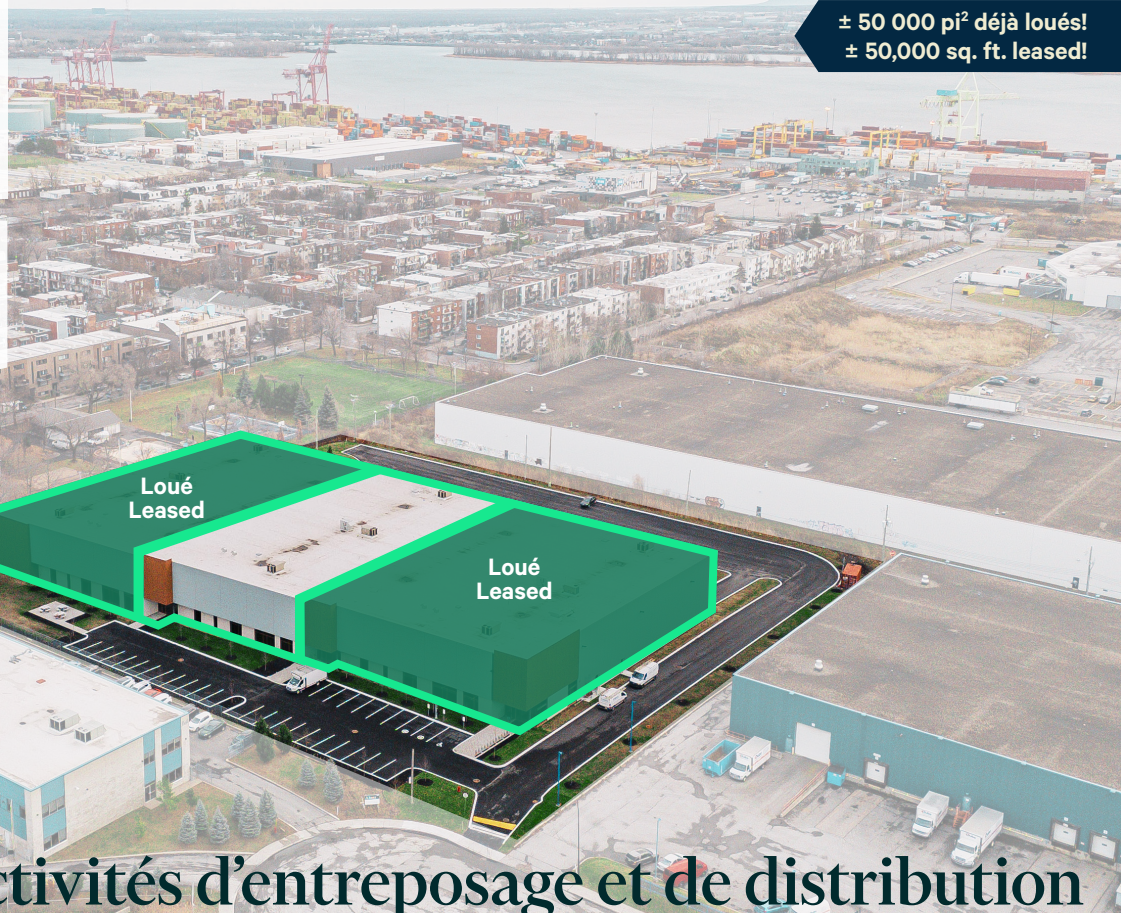 ± 50 000 pi² déjà loués!
± 50,000 sq. ft. leased!
Loué
Leased
Loué
Leased
ctivités d’entreposage et de distribution